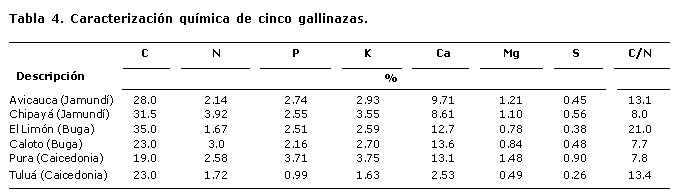 Tabla 4. Caracterización química de cinco gallinazas.
C N P K Ca Mg S C/N
Descripción %
Avicauca (Jamundí) 28.0 2.14 2.74 2.93 9.71 1.21 0.45 13.1
Chipayá (Jamundí) 31.5 3.92 2.55 3.55 8.61 1.10 0.56 8.0
El Limón (Buga) 35.0 1.67 2.51 2.59 12.7 0.78 0.38 21.0
Caloto (Buga) 23.0 3.0 2.16 2.70 13.6 0.84 0.48 7.7
Pura (Caicedonia) 19.0 2.58 3.71 3.75 13.1 1.48 0.90 7.8
Tuluá (Caicedonia) 23.0 1.72 0.99 1.63 2.53 0.49 0.26 13.4